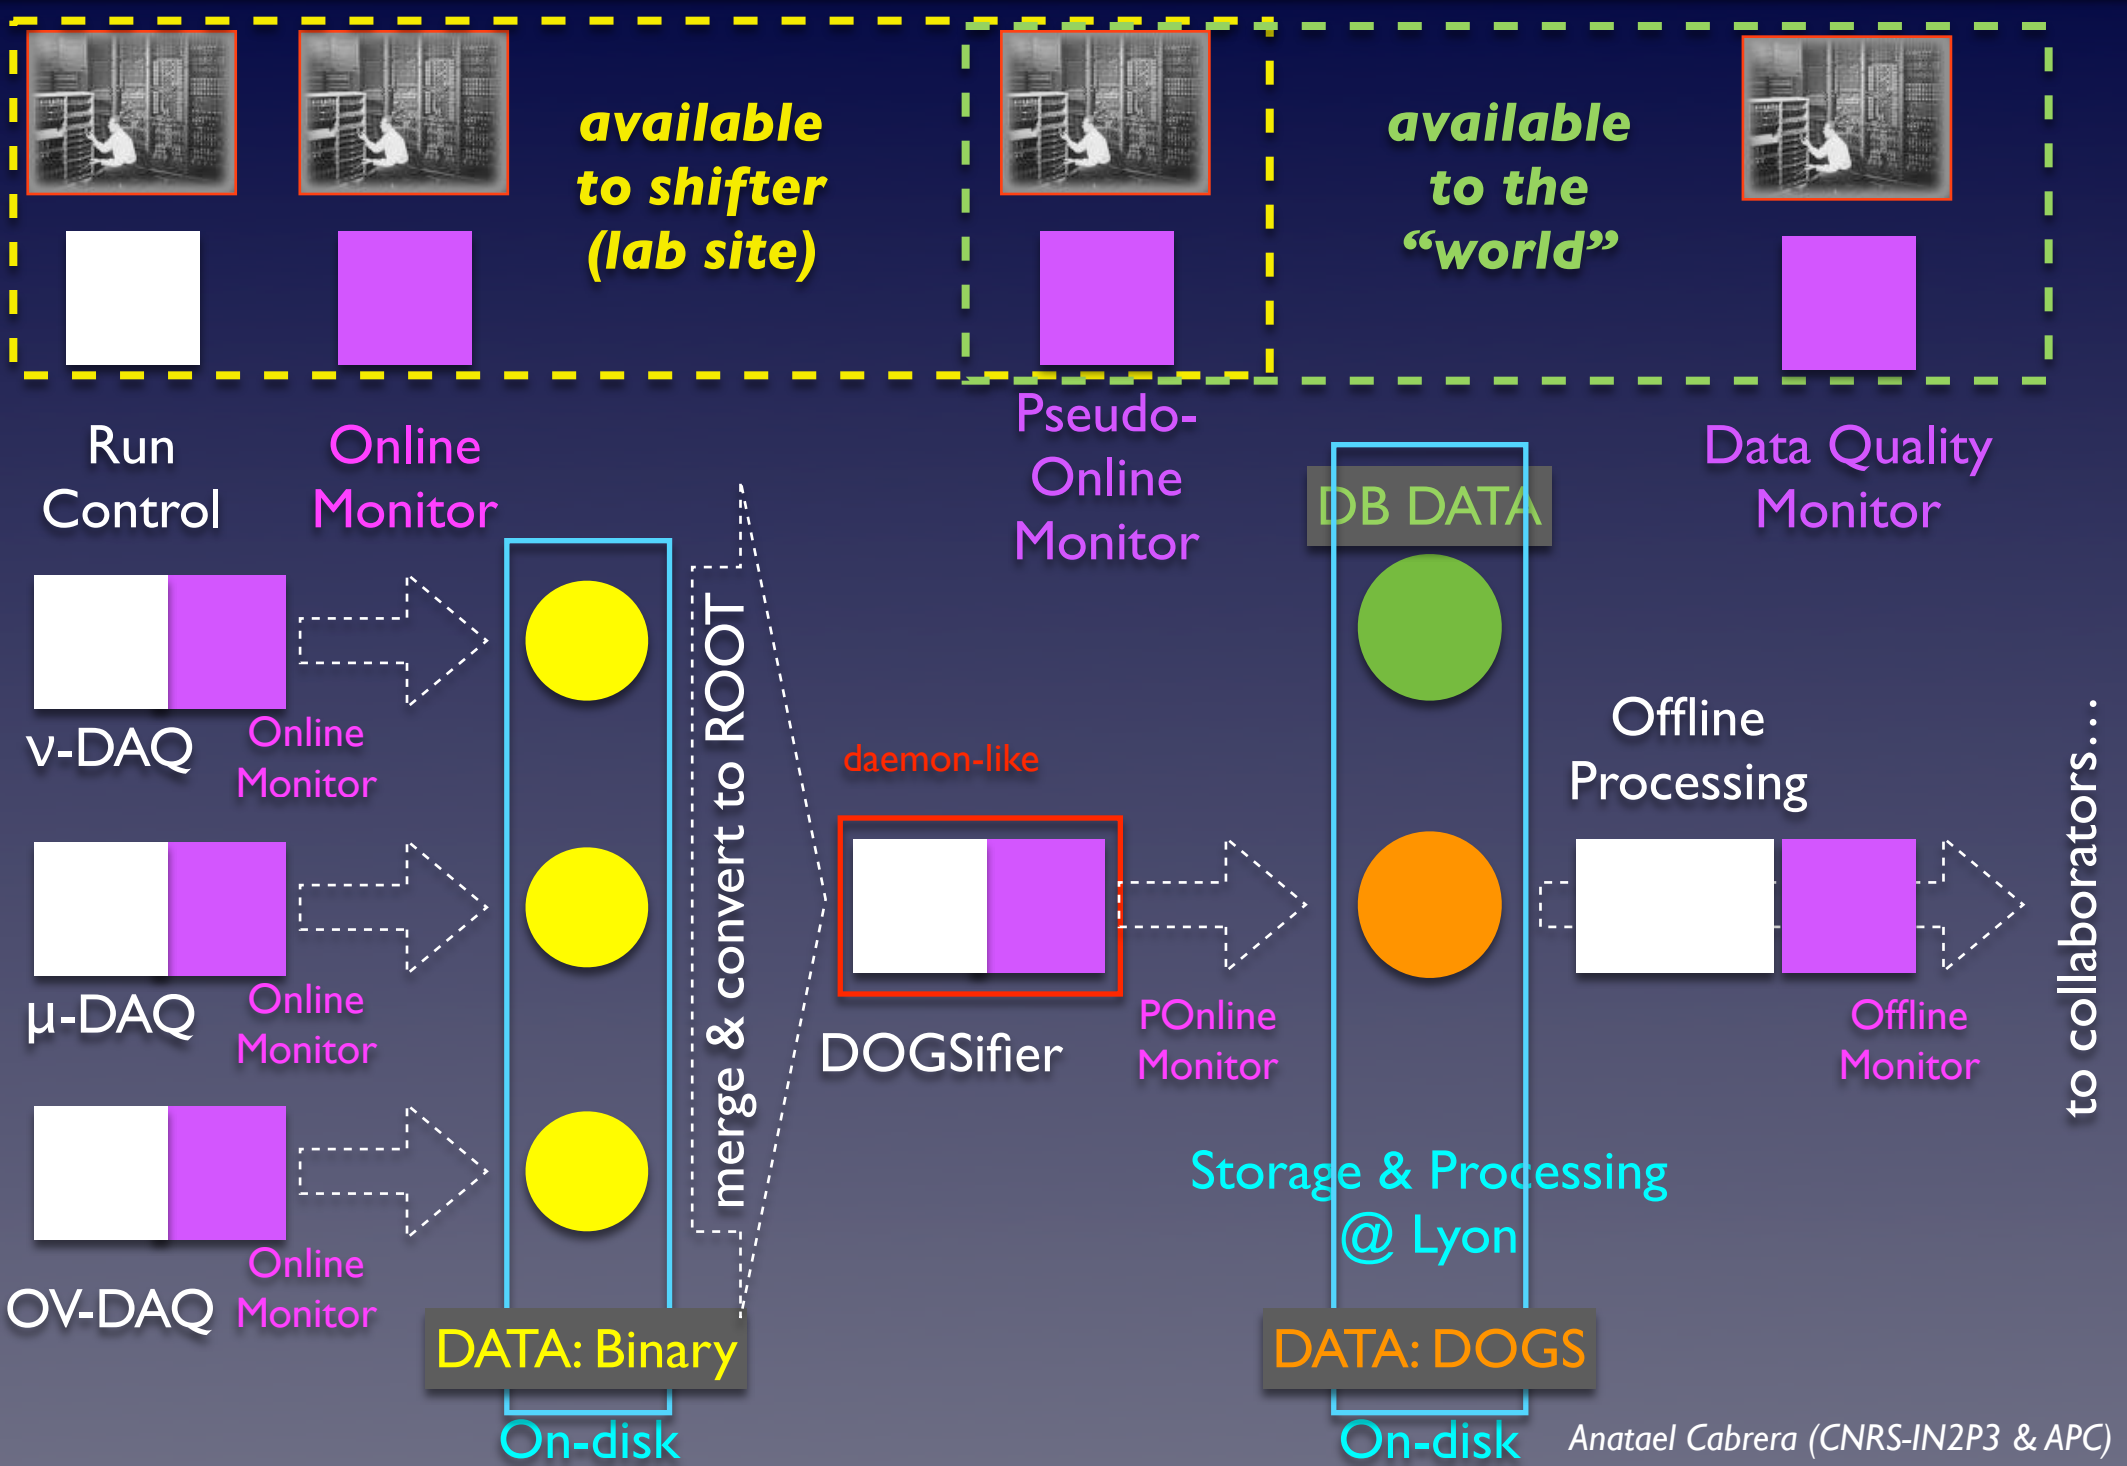 available
to shifter
(lab site)
available
to the
“world”
Run
Control
Online
Monitor
Pseudo-
Online
Monitor
DB DATA
Data Quality
Monitor
ν-DAQ
Online
Monitor
μ-DAQ
Online
Monitor
OV-DAQ
Online
Monitor
merge & convert to ROOT
daemon-like
DOGSifier
POnline
Monitor
Offline
Processing
Offline
Monitor
to collaborators...
Storage & Processing
@ Lyon
DATA: Binary
DATA: DOGS
On-disk
On-disk
Anatael Cabrera (CNRS-IN2P3 & APC)